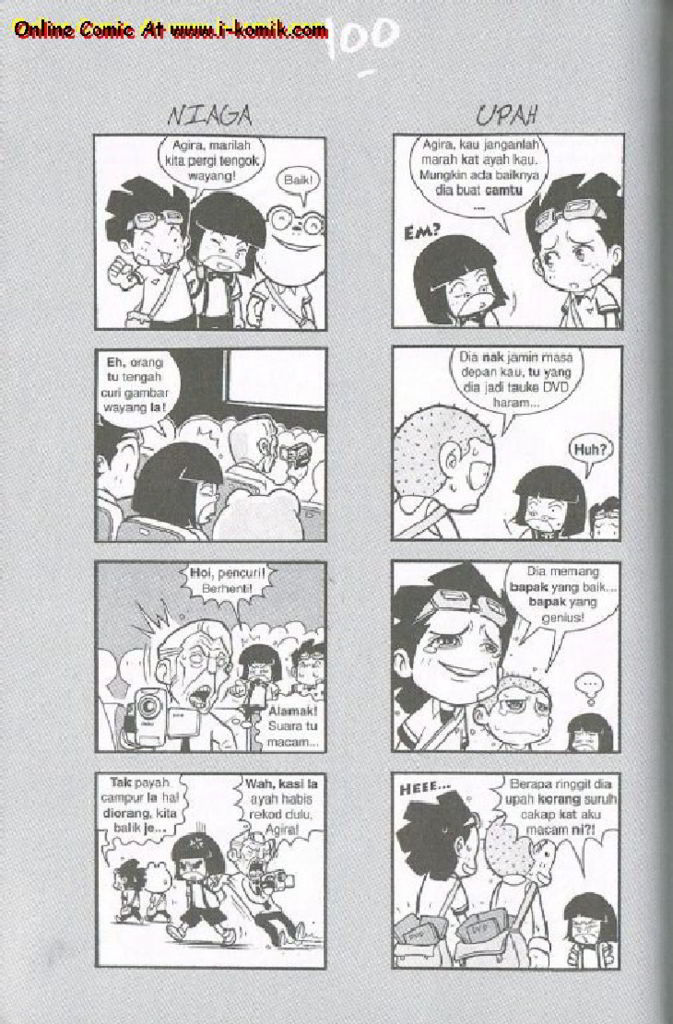 Online Comic At www.i-komik.com
100
NIAGA
Agira, marilah
kita pergi tengok
wayang!
Baik!
Eh, orang
tu tengah
curi gambar
wayang la!
Hoi, pencuri!
Berhenti!
Alamak!
Suara tu
macam...
Tak payah
campur la hal
diorang, kita
balik je...
Wah, kasi la
ayah habis
rekod dulu,
Agira!
UPAH
Agira, kau janganlah
marah kat ayah kau.
Mungkin ada baiknya
dia buat camtu
...
EM?
Dia nak jamin masa
depan kau, tu yang
dia jadi tauke DVD
haram...
Huh?
Dia memang
bapak yang baik...
bapak yang
genius!
...
HEEE...
Berapa ringgit dia
upah korang suruh
cakap kat aku
macam ni?!
DVD
DVD